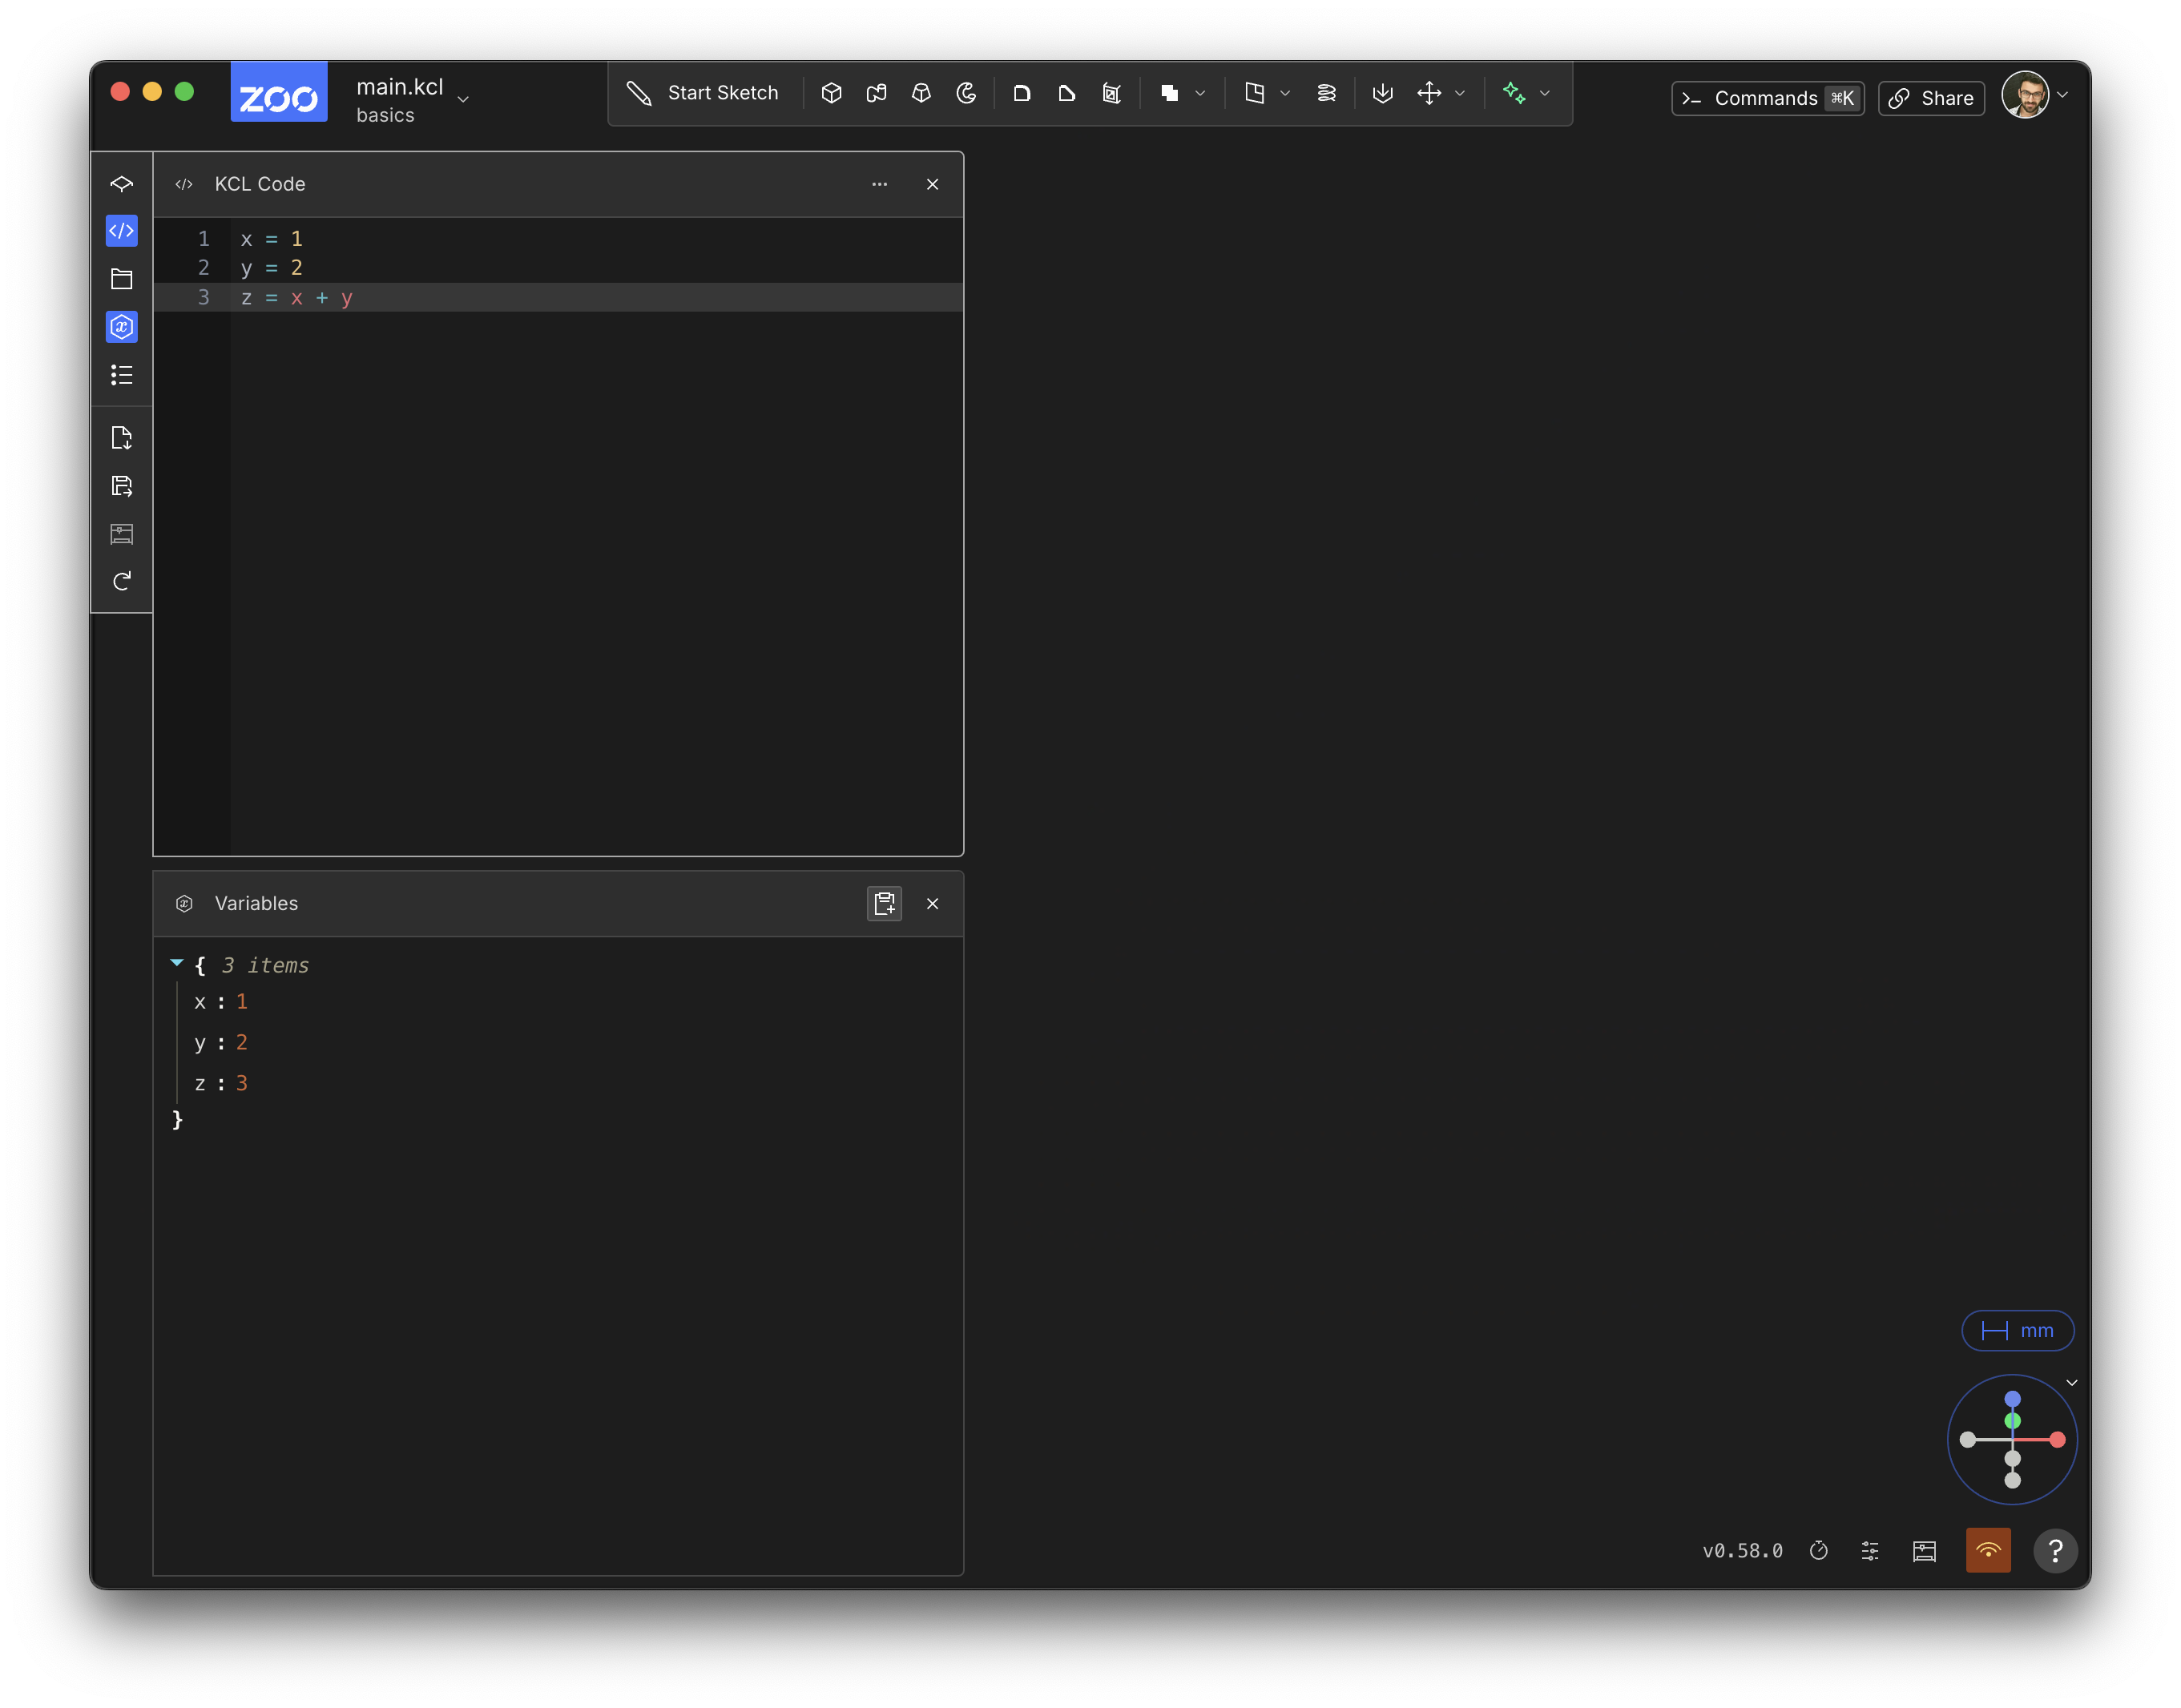 zoo
main.kcl
basics
Start Sketch
Commands ⌘K
Share
KCL Code
1 x = 1
2 y = 2
3 z = x + y
Variables
{ 3 items
x : 1
y : 2
z : 3
}
mm
v0.58.0
?